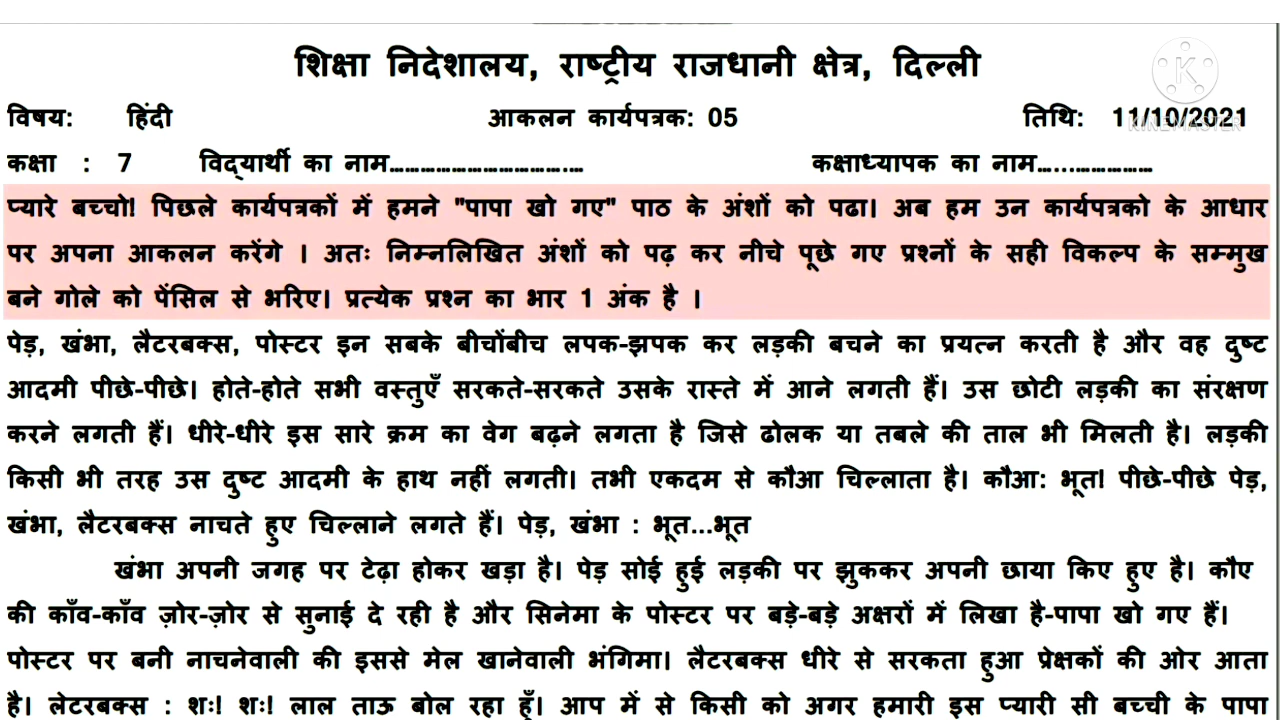 शिक्षा निदेशालय, राष्ट्रीय राजधानी क्षेत्र, दिल्ली
K
विषय: हिंदी आकलन कार्यपत्रक: 05 तिथि: 11/10/2021
KINEMASTER
कक्षा : 7 विद्यार्थी का नाम…………………………….… कक्षाध्यापक का नाम…...……………
प्यारे बच्चो! पिछले कार्यपत्रकों में हमने "पापा खो गए" पाठ के अंशों को पढा। अब हम उन कार्यपत्रको के आधार
पर अपना आकलन करेंगे । अतः निम्नलिखित अंशों को पढ़ कर नीचे पूछे गए प्रश्नों के सही विकल्प के सम्मुख
बने गोले को पेंसिल से भरिए। प्रत्येक प्रश्न का भार 1 अंक है ।
पेड़, खंभा, लैटरबक्स, पोस्टर इन सबके बीचोंबीच लपक-झपक कर लड़की बचने का प्रयत्न करती है और वह दुष्ट
आदमी पीछे-पीछे। होते-होते सभी वस्तुएँ सरकते-सरकते उसके रास्ते में आने लगती हैं। उस छोटी लड़की का संरक्षण
करने लगती हैं। धीरे-धीरे इस सारे क्रम का वेग बढ़ने लगता है जिसे ढोलक या तबले की ताल भी मिलती है। लड़की
किसी भी तरह उस दुष्ट आदमी के हाथ नहीं लगती। तभी एकदम से कौआ चिल्लाता है। कौआ: भूत! पीछे-पीछे पेड़,
खंभा, लैटरबक्स नाचते हुए चिल्लाने लगते हैं। पेड़, खंभा : भूत...भूत
खंभा अपनी जगह पर टेढ़ा होकर खड़ा है। पेड़ सोई हुई लड़की पर झुककर अपनी छाया किए हुए है। कौए
की काँव-काँव ज़ोर-ज़ोर से सुनाई दे रही है और सिनेमा के पोस्टर पर बड़े-बड़े अक्षरों में लिखा है-पापा खो गए हैं।
पोस्टर पर बनी नाचनेवाली की इससे मेल खानेवाली भंगिमा। लैटरबक्स धीरे से सरकता हुआ प्रेक्षकों की ओर आता
है। लेटरबक्स : शः! शः! लाल ताऊ बोल रहा हूँ। आप में से किसी को अगर हमारी इस प्यारी सी बच्ची के पापा